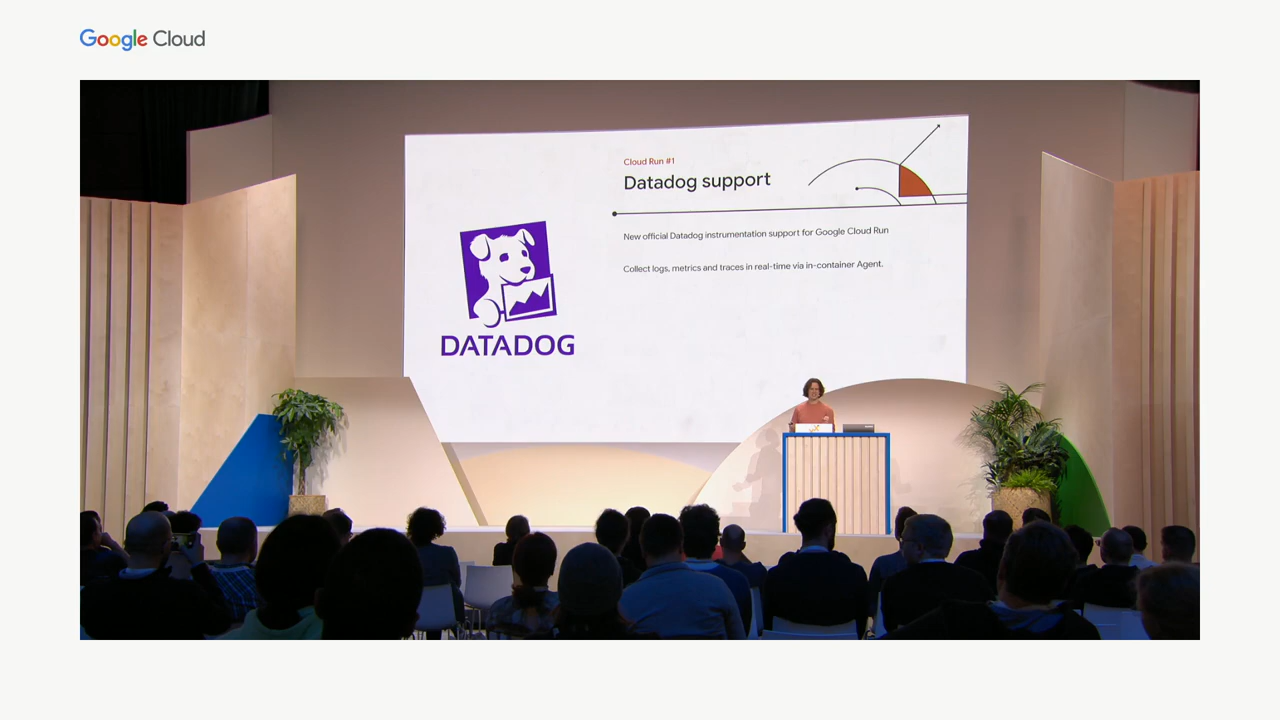 Google Cloud
Cloud Run #1
Datadog support
New official Datadog instrumentation support for Google Cloud Run
Collect logs, metrics and traces in real-time via in-container Agent.
DATADOG